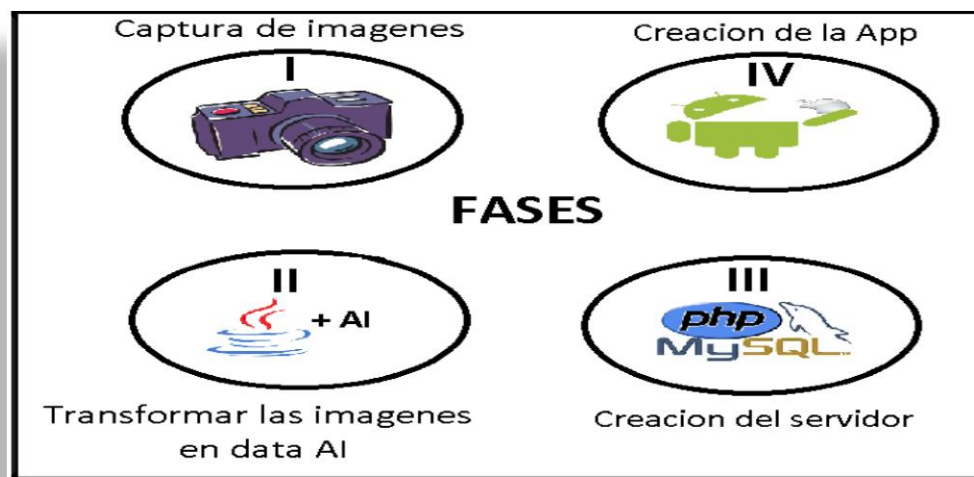 Captura de imagenes
I
Creacion de la App
IV
FASES
II
+ AI
Transformar las imagenes
en data AI
III
php
MySQL
Creacion del servidor